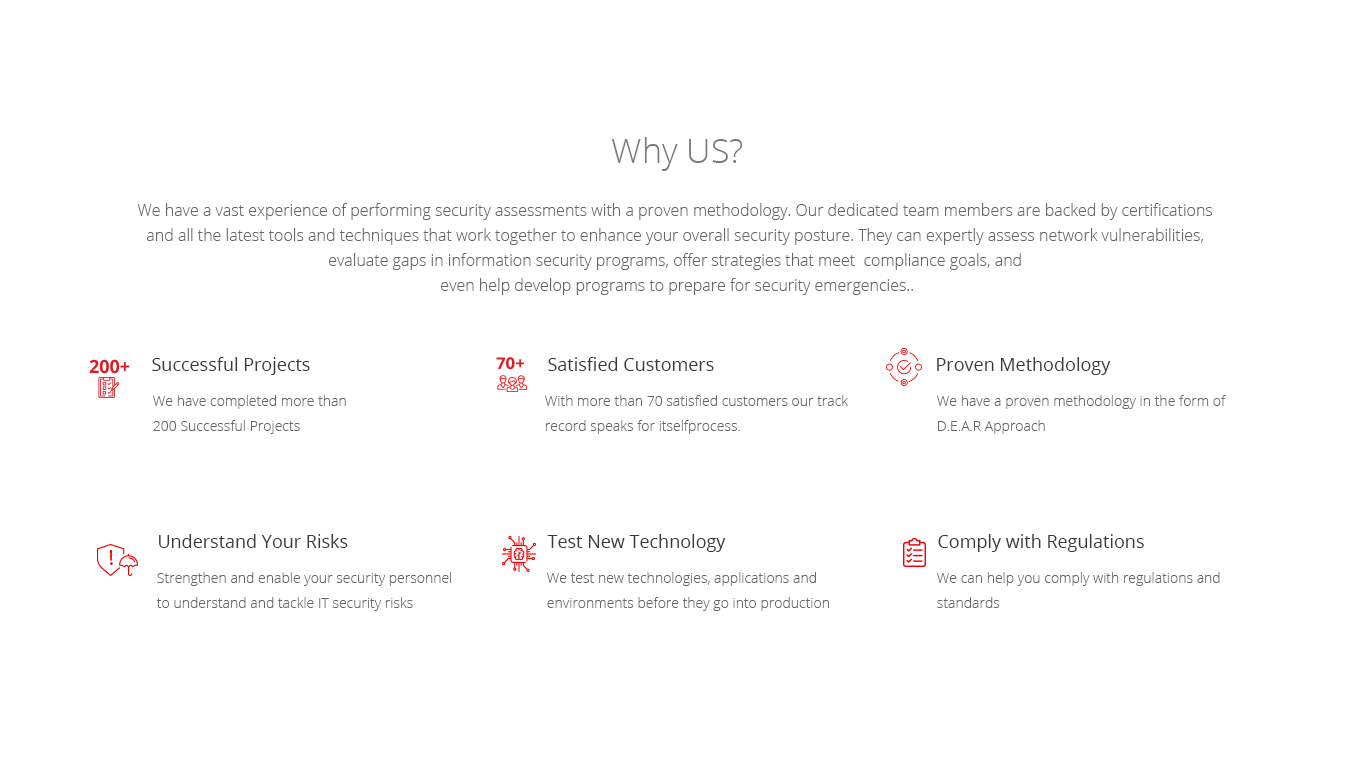 Why US?
We have a vast experience of performing security assessments with a proven methodology. Our dedicated team members are backed by certifications
and all the latest tools and techniques that work together to enhance your overall security posture. They can expertly assess network vulnerabilities,
evaluate gaps in information security programs, offer strategies that meet  compliance goals, and
even help develop programs to prepare for security emergencies..
200+
Successful Projects
We have completed more than
200 Successful Projects
70+
Satisfied Customers
With more than 70 satisfied customers our track
record speaks for itselfprocess.
Proven Methodology
We have a proven methodology in the form of
D.E.A.R Approach
Understand Your Risks
Strengthen and enable your security personnel
to understand and tackle IT security risks
Test New Technology
We test new technologies, applications and
environments before they go into production
Comply with Regulations
We can help you comply with regulations and
standards